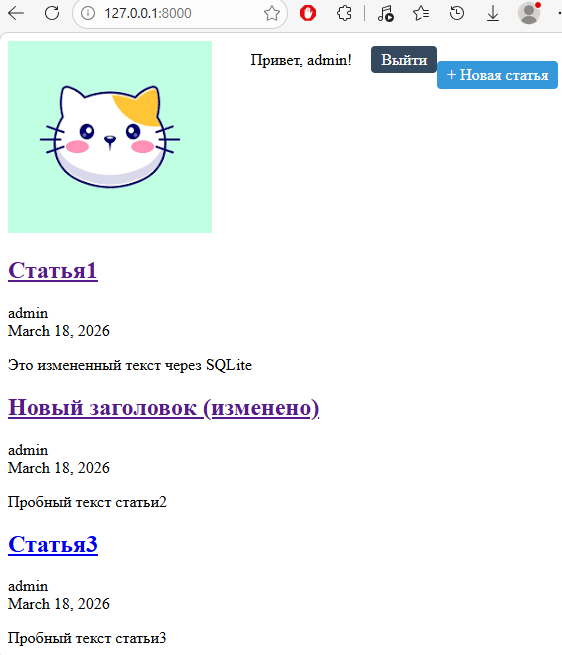 127.0.0.1:8000
Привет, admin!
Выйти
+ Новая статья
Статья1
admin
March 18, 2026
Это измененный текст через SQLite
Новый заголовок (изменено)
admin
March 18, 2026
Пробный текст статьи2
Статья3
admin
March 18, 2026
Пробный текст статьи3